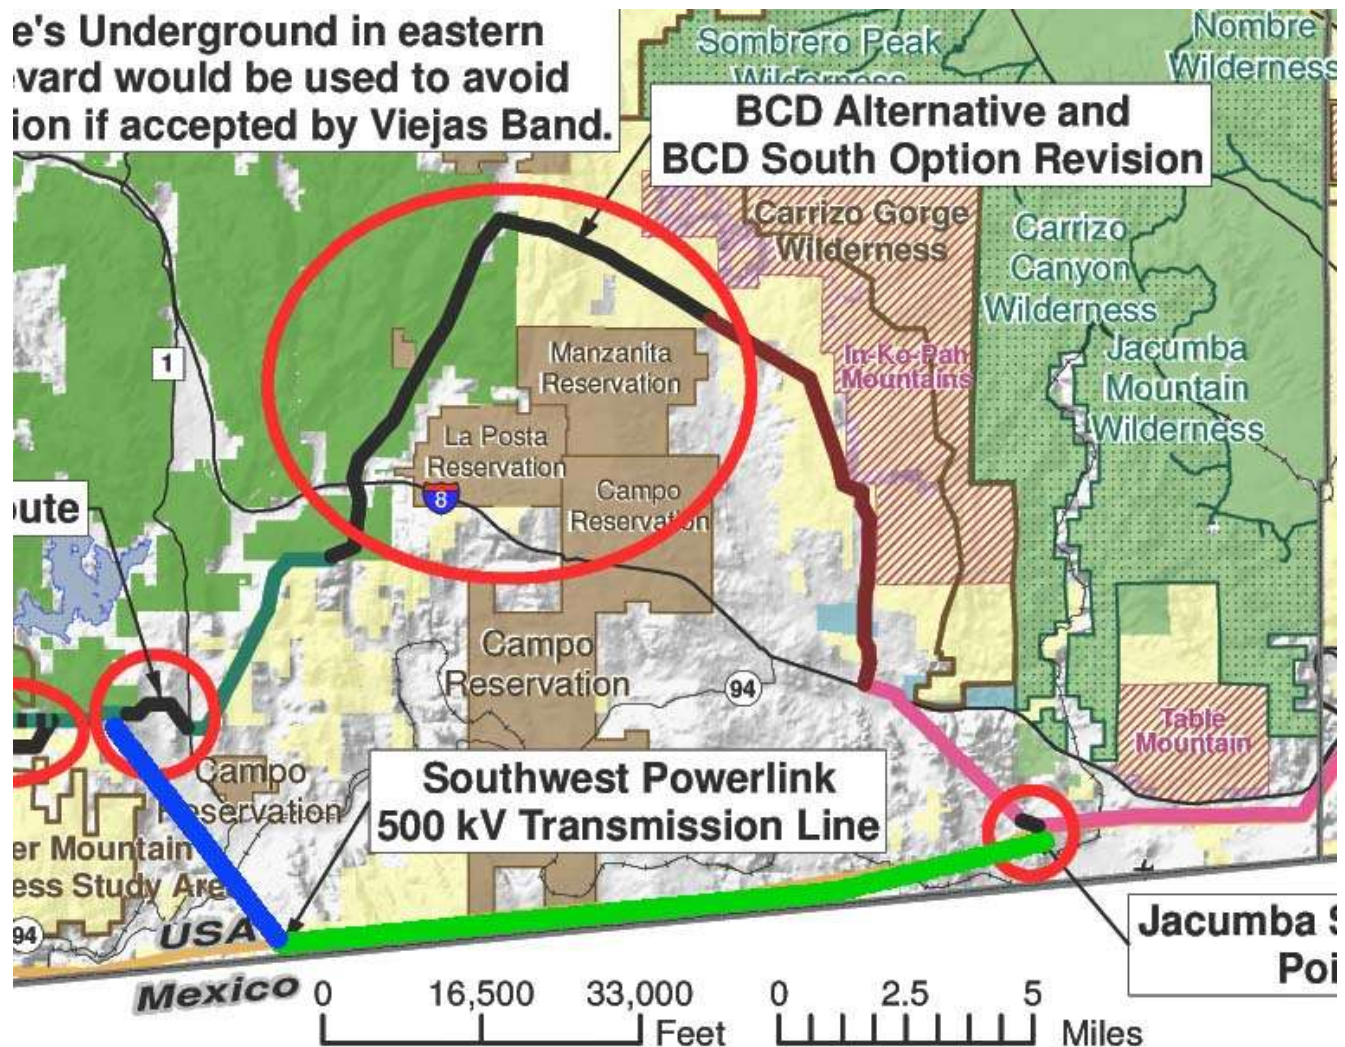 e's Underground in eastern
evard would be used to avoid
ion if accepted by Viejas Band.
Sombrero Peak
Wilderness
Nombre
Wilderness
BCD Alternative and
BCD South Option Revision
Carrizo Gorge
Wilderness
Carrizo
Canyon
Wilderness
1
Manzanita
Reservation
In-Ko-Pah
Mountains
Jacumba
Mountain
Wilderness
La Posta
Reservation
8
Campo
Reservation
oute
Campo
Reservation
94
Table
Mountain
Campo
Reservation
Southwest Powerlink
500 kV Transmission Line
er Mountain
ess Study Area
94
USA
Mexico
Jacumba S
Poi
0 16,500 33,000
Feet
0 2.5 5
Miles